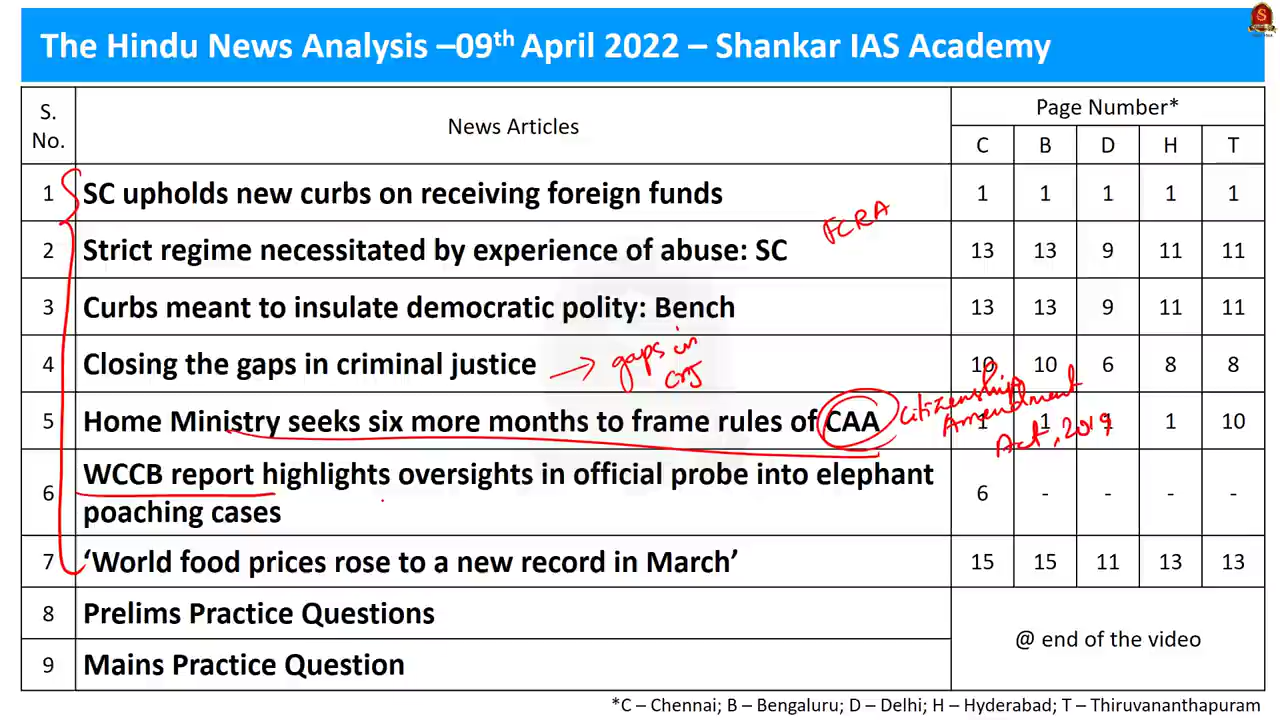 The Hindu News Analysis –09th April 2022 – Shankar IAS Academy
S. No. News Articles Page Number*
C B D H T
1 SC upholds new curbs on receiving foreign funds 1 1 1 1 1
FCRA
2 Strict regime necessitated by experience of abuse: SC 13 13 9 11 11
3 Curbs meant to insulate democratic polity: Bench 13 13 9 11 11
4 Closing the gaps in criminal justice → gaps in CrJ 10 10 6 8 8
5 Home Ministry seeks six more months to frame rules of CAA 1 1 1 1 10
Citizenship
Amendment
Act, 2019
6 WCCB report highlights oversights in official probe into elephant
poaching cases 6 - - - -
7 ‘World food prices rose to a new record in March’ 15 15 11 13 13
8 Prelims Practice Questions
@ end of the video
9 Mains Practice Question
*C – Chennai; B – Bengaluru; D – Delhi; H – Hyderabad; T – Thiruvananthapuram